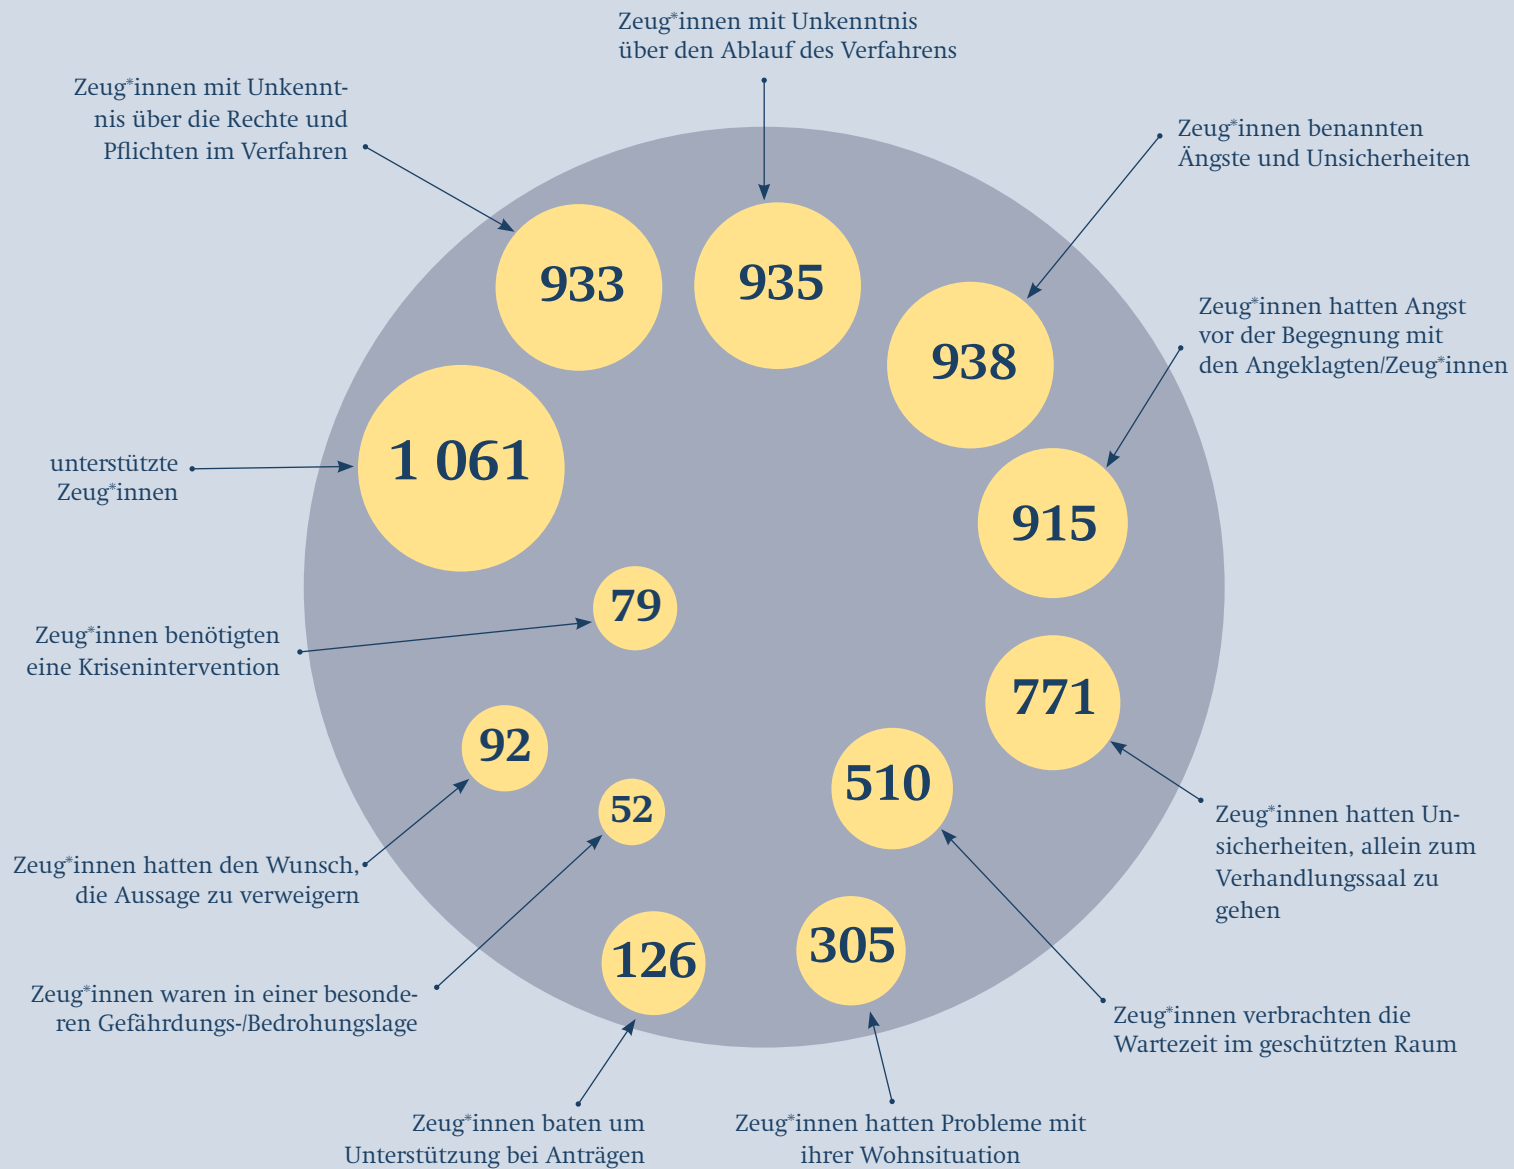 Zeug*innen mit Unkenntnis
über den Ablauf des Verfahrens
Zeug*innen mit Unkennt-
nis über die Rechte und
Pflichten im Verfahren
Zeug*innen benannten
Ängste und Unsicherheiten
933
935
938
Zeug*innen hatten Angst
vor der Begegnung mit
den Angeklagten/Zeug*innen
1 061
unterstützte
Zeug*innen
915
79
Zeug*innen benötigten
eine Krisenintervention
771
92
510
52
Zeug*innen hatten Un-
sicherheiten, allein zum
Verhandlungssaal zu
gehen
Zeug*innen hatten den Wunsch,
die Aussage zu verweigern
126
305
Zeug*innen waren in einer besonde-
ren Gefährdungs-/Bedrohungslage
Zeug*innen verbrachten die
Wartezeit im geschützten Raum
Zeug*innen baten um
Unterstützung bei Anträgen
Zeug*innen hatten Probleme mit
ihrer Wohnsituation